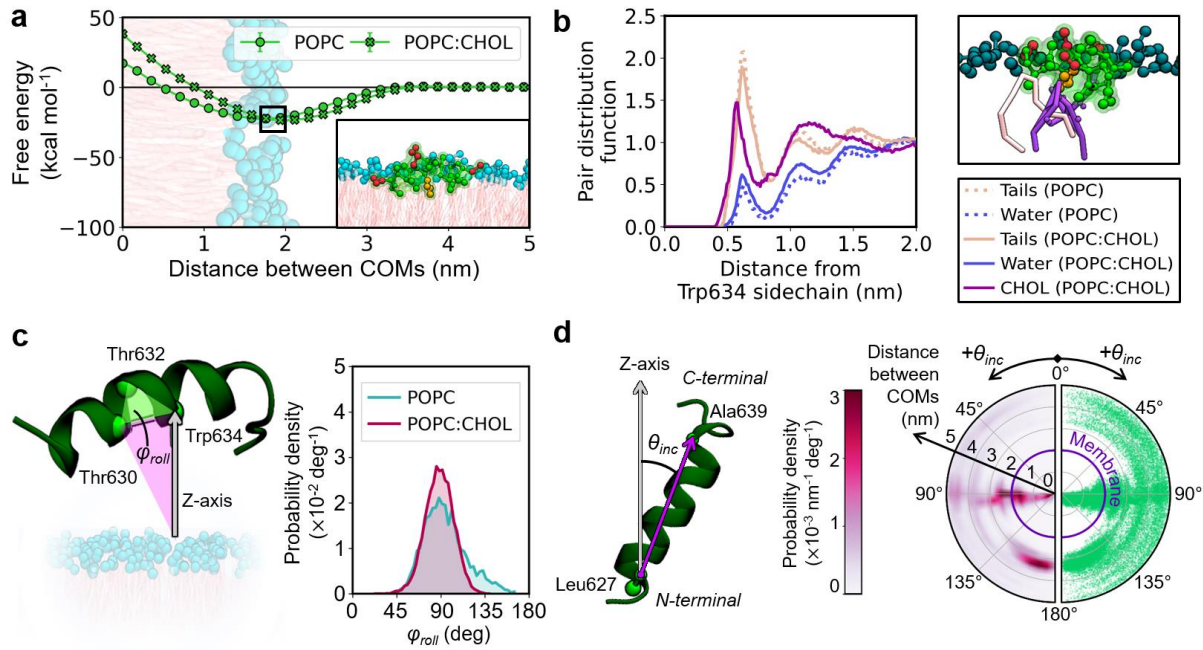 a
50
0
−50
−100
Free energy
(kcal mol⁻¹)
POPC
POPC:CHOL
0
1
2
3
4
5
Distance between COMs (nm)
b
2.5
2.0
1.5
1.0
0.5
0.0
Pair distribution
function
0.0
0.5
1.0
1.5
2.0
Distance from
Trp634 sidechain (nm)
Tails (POPC)
Water (POPC)
Tails (POPC:CHOL)
Water (POPC:CHOL)
CHOL (POPC:CHOL)
c
Thr632
Trp634
φroll
Thr630
Z-axis
5
4
3
2
1
0
Probability density
(×10⁻² deg⁻¹)
POPC
POPC:CHOL
0
45
90
135
180
φroll (deg)
d
Z-axis
C-terminal
Ala639
θinc
Leu627
N-terminal
3
2
1
0
Probability density
(×10⁻³ nm⁻¹ deg⁻¹)
Distance
between
COMs
(nm)
+θinc
+θinc
0°
45°
45°
5
4
3
2
1
0
Membrane
90°
90°
135°
135°
180°